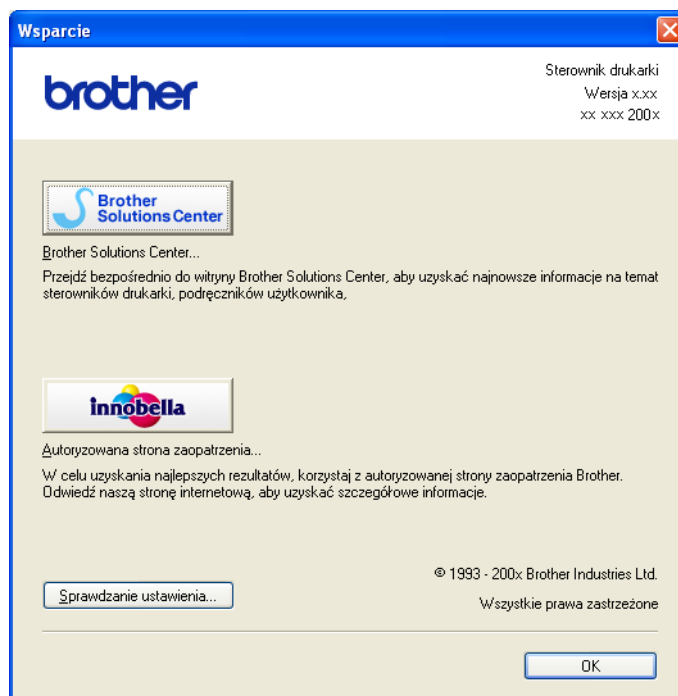 Wsparcie
brother
Sterownik drukarki
Wersja x.xx
xx xxx 200x
Brother
Solutions Center
Brother Solutions Center...
Przejdź bezpośrednio do witryny Brother Solutions Center, aby uzyskać najnowsze informacje na temat
sterowników drukarki, podręczników użytkownika,
innobella
Autoryzowana strona zaopatrzenia...
W celu uzyskania najlepszych rezultatów, korzystaj z autoryzowanej strony zaopatrzenia Brother.
Odwiedź naszą stronę internetową, aby uzyskać szczegółowe informacje.
© 1993 - 200x Brother Industries Ltd.
Sprawdzanie ustawienia...
Wszystkie prawa zastrzeżone
OK